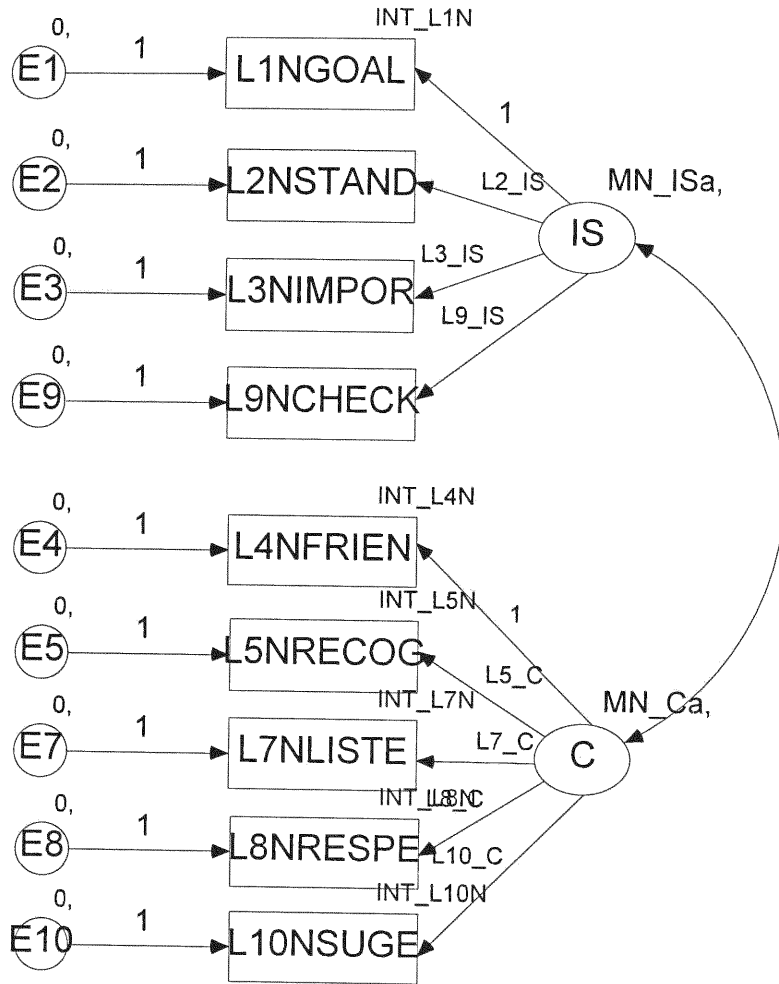 INT_L1N
0,
E1
1
L1NGOAL
1
0,
E2
1
L2NSTAND
L2_IS
MN_ISa,
IS
0,
E3
1
L3NIMPOR
L3_IS
L9_IS
0,
E9
1
L9NCHECK
INT_L4N
0,
E4
1
L4NFRIEN
INT_L5N
1
0,
E5
1
L5NRECOG
L5_C
INT_L7N
MN_Ca,
0,
E7
1
L7NLISTE
L7_C
C
INT_L8N
L8_C
0,
E8
1
L8NRESPE
L10_C
INT_L10N
0,
E10
1
L10NSUGE